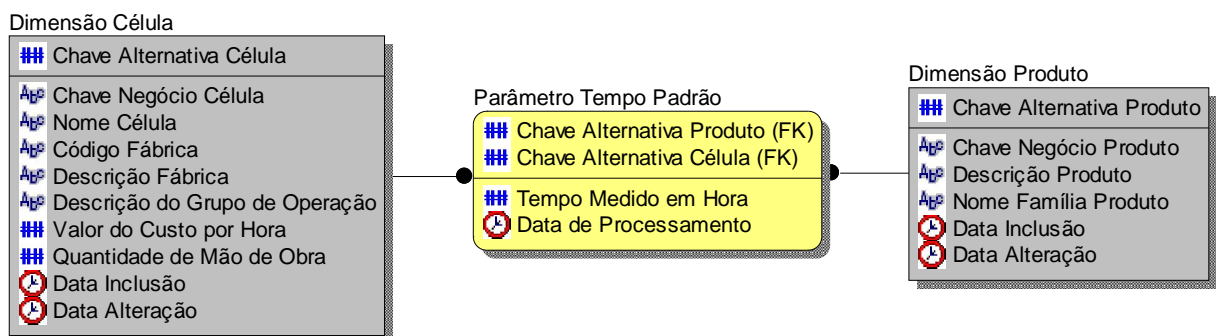 Dimensão Célula
Chave Alternativa Célula
Chave Negócio Célula
Nome Célula
Código Fábrica
Descrição Fábrica
Descrição do Grupo de Operação
Valor do Custo por Hora
Quantidade de Mão de Obra
Data Inclusão
Data Alteração
Parâmetro Tempo Padrão
Chave Alternativa Produto (FK)
Chave Alternativa Célula (FK)
Tempo Medido em Hora
Data de Processamento
Dimensão Produto
Chave Alternativa Produto
Chave Negócio Produto
Descrição Produto
Nome Família Produto
Data Inclusão
Data Alteração